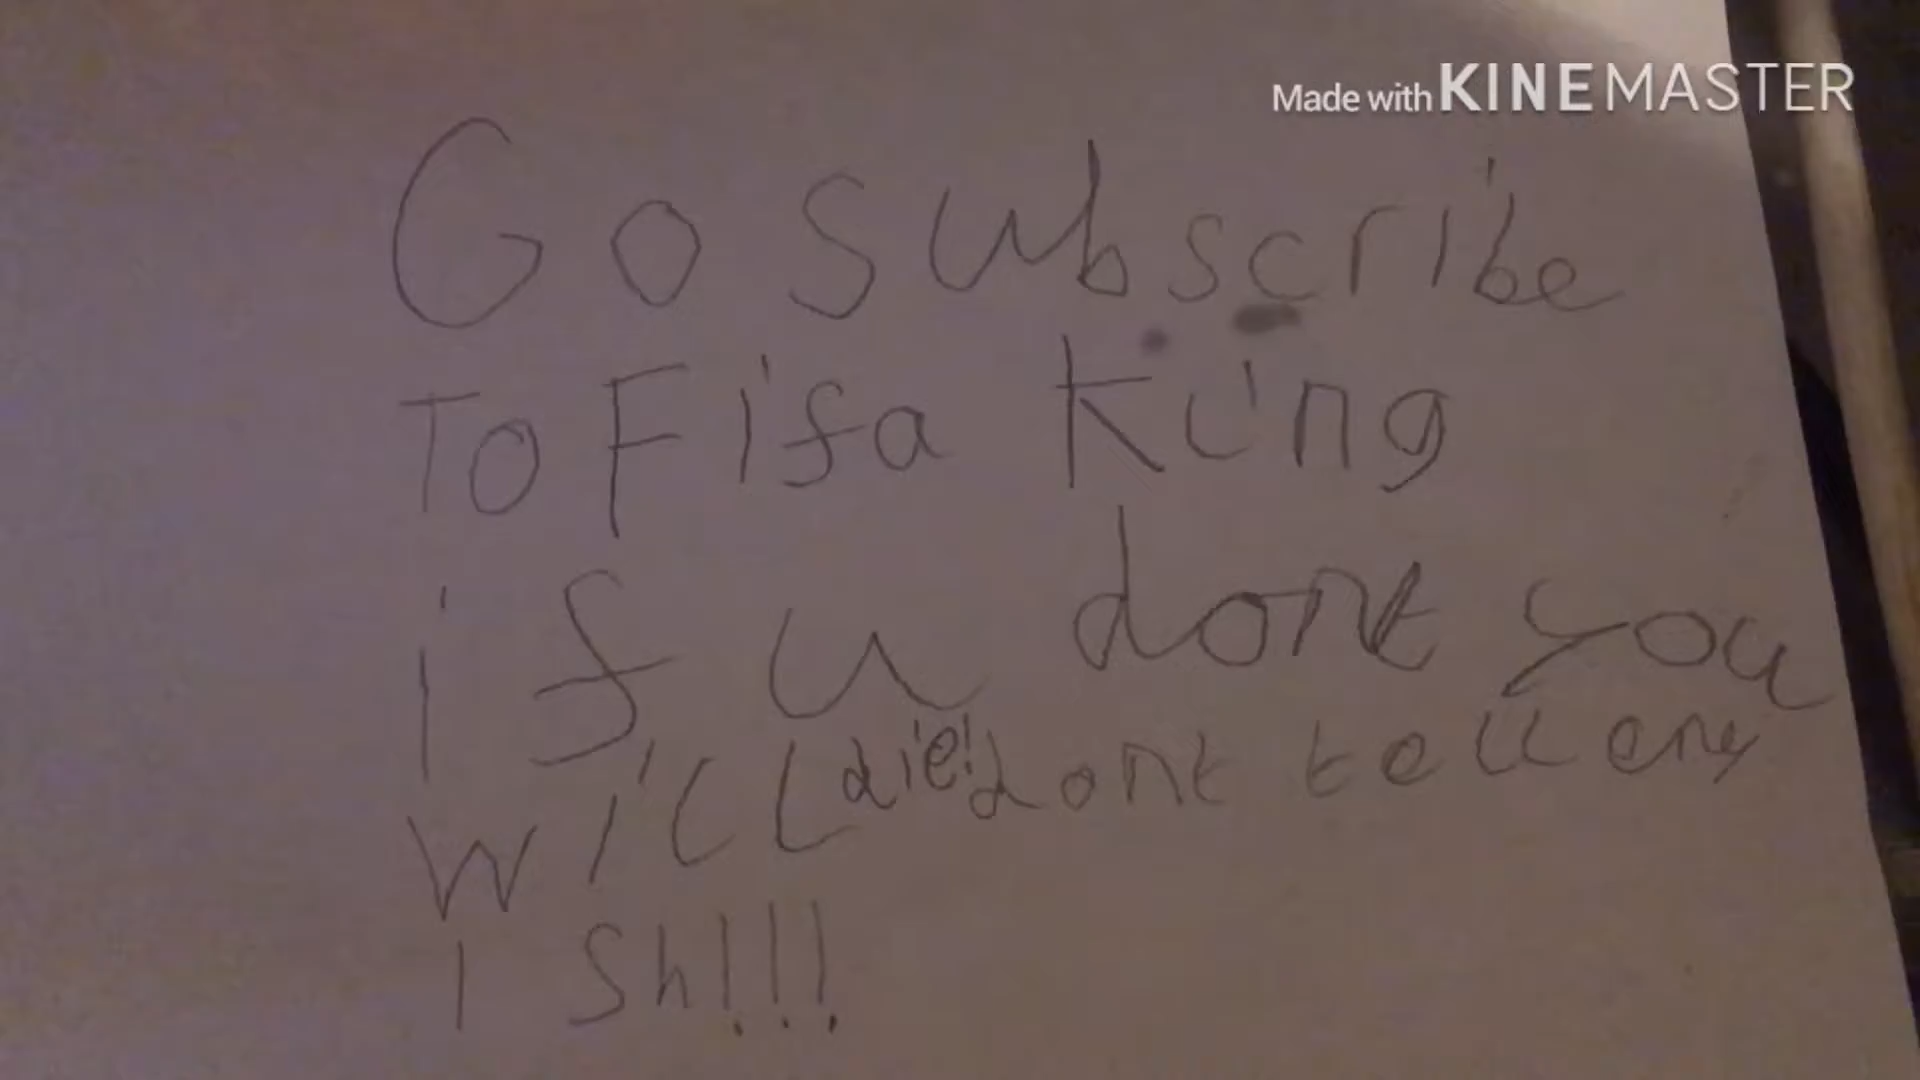 Made with KINEMASTER
Go subscribe
To Fifa King
if u dont you
will die! dont tell eny
1 Sh!!!